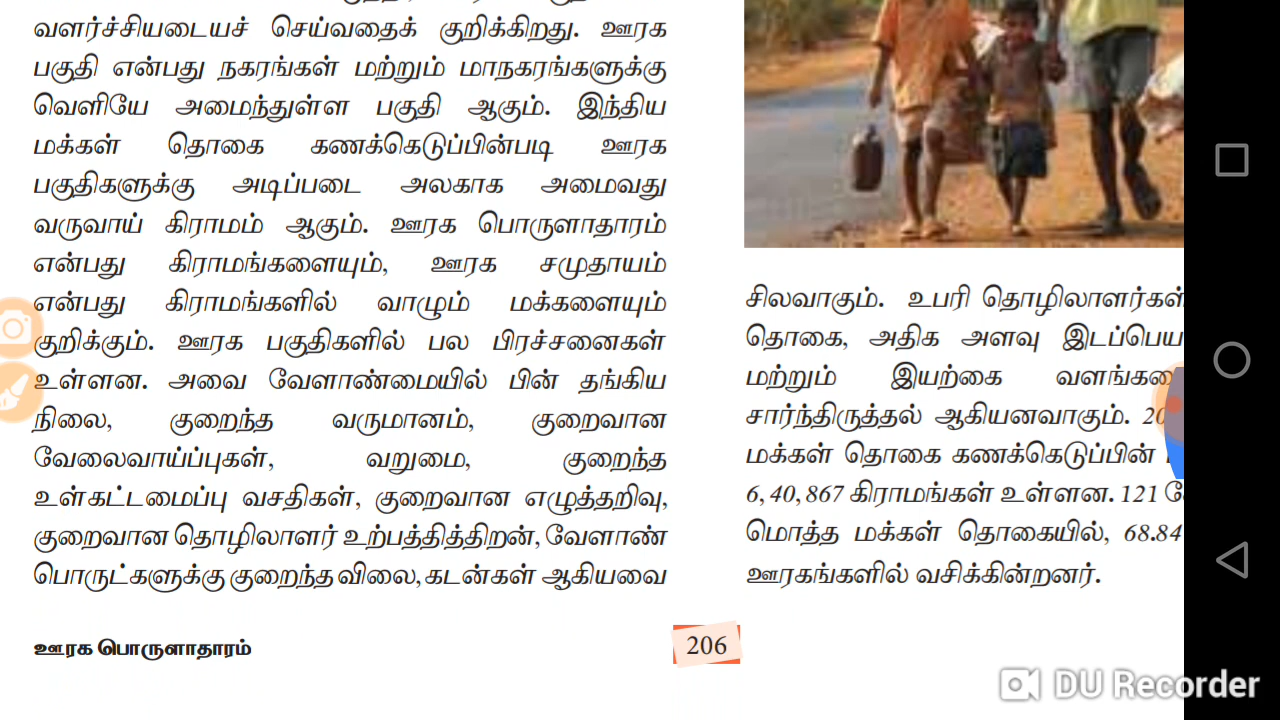 வளர்ச்சியடையச் செய்வதைக் குறிக்கிறது. ஊரக
பகுதி என்பது நகரங்கள் மற்றும் மாநகரங்களுக்கு
வெளியே அமைந்துள்ள பகுதி ஆகும். இந்திய
மக்கள் தொகை கணக்கெடுப்பின்படி ஊரக
பகுதிகளுக்கு அடிப்படை அலகாக அமைவது
வருவாய் கிராமம் ஆகும். ஊரக பொருளாதாரம்
என்பது கிராமங்களையும், ஊரக சமுதாயம்
என்பது கிராமங்களில் வாழும் மக்களையும்
குறிக்கும். ஊரக பகுதிகளில் பல பிரச்சனைகள்
உள்ளன. அவை வேளாண்மையில் பின் தங்கிய
நிலை, குறைந்த வருமானம், குறைவான
வேலைவாய்ப்புகள், வறுமை, குறைந்த
உள்கட்டமைப்பு வசதிகள், குறைவான எழுத்தறிவு,
குறைவான தொழிலாளர் உற்பத்தித்திறன், வேளாண்
பொருட்களுக்கு குறைந்த விலை, கடன்கள் ஆகியவை
சிலவாகும். உபரி தொழிலாளர்கள்
தொகை, அதிக அளவு
மற்றும் இயற்கை
சார்ந்திருத்தல் ஆகியனவாகும். 20
மக்கள் தொகை கணக்கெடுப்பின்
6,40,867 கிராமங்கள் உள்ளன. 121
மொத்த மக்கள் தொகையில், 68.84
ஊரகங்களில் வசிக்கின்றனர்.
ஊரக பொருளாதாரம்
206
DU Recorder